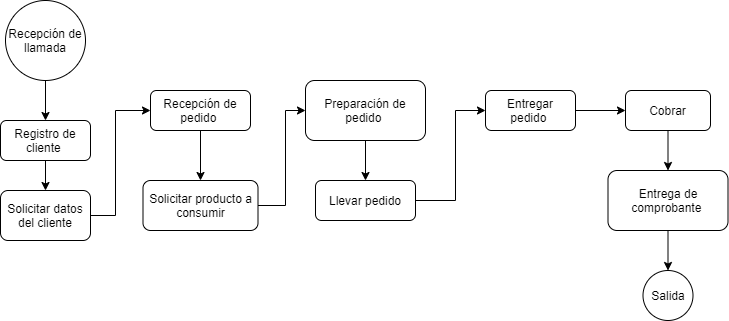 Recepción de
llamada
Registro de
cliente
Solicitar datos
del cliente
Recepción de
pedido
Solicitar producto a
consumir
Preparación de
pedido
Llevar pedido
Entregar
pedido
Cobrar
Entrega de
comprobante
Salida